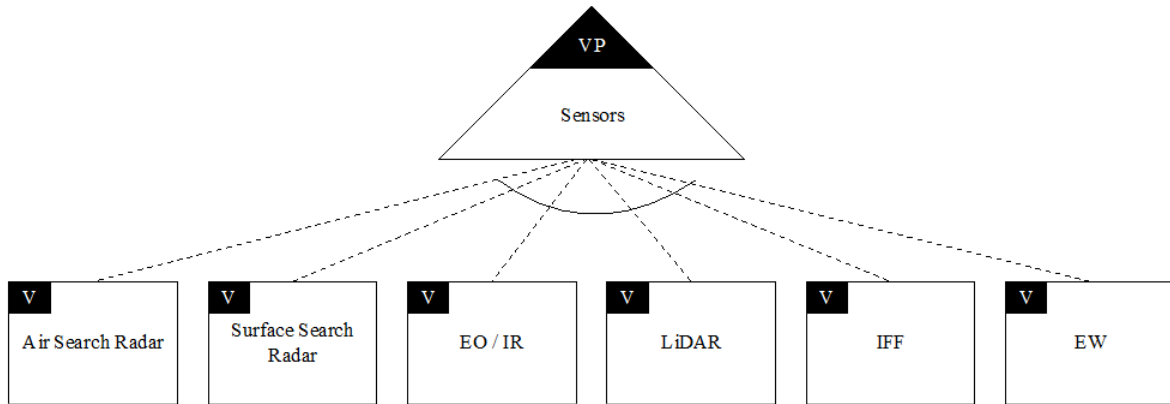 VP
Sensors
V
V
V
V
V
V
Air Search Radar
Surface Search
Radar
EO / IR
LiDAR
IFF
EW